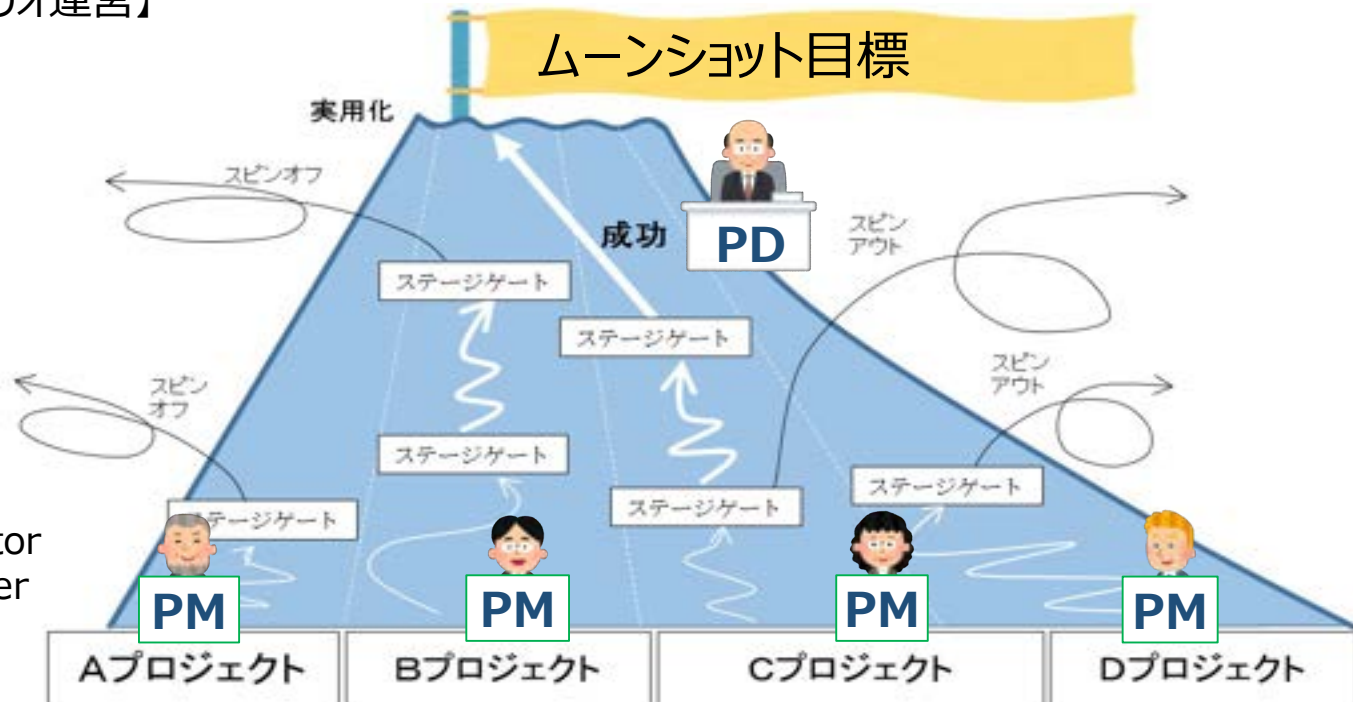 ォ運営】
ムーンショット目標
実用化
スピンオフ
成功
PD
スピン
アウト
ステージゲート
ステージゲート
スピン
オフ
スピン
アウト
ステージゲート
ステージゲート
ステージゲート
ステージゲート
tor
er
PM
PM
PM
PM
Aプロジェクト
Bプロジェクト
Cプロジェクト
Dプロジェクト